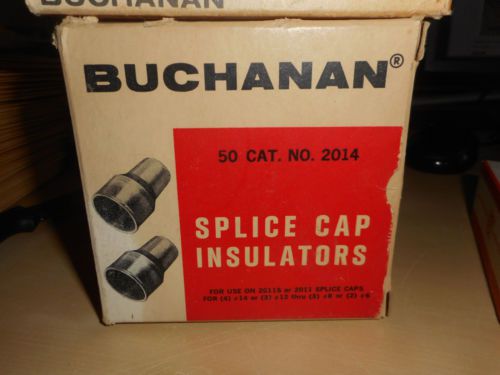 BUCHANAN
BUCHANAN®
50 CAT. NO. 2014
SPLICE CAP
INSULATORS
FOR USE ON 2011S or 2011 SPLICE CAPS
FOR (4) #14 or (3) #12 thru (3) #8 or (2) #6